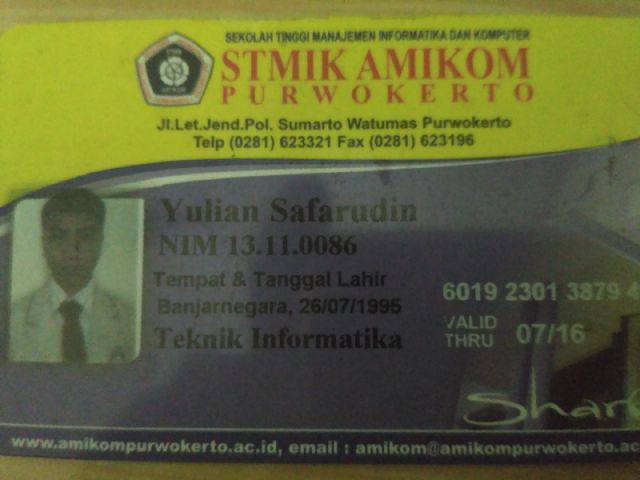 SEKOLAH TINGGI MANAJEMEN INFORMATIKA DAN KOMPUTER
STMIK AMIKOM
PURWOKERTO
Jl.Let.Jend.Pol. Sumarto Watumas Purwokerto
Telp (0281) 623321 Fax (0281) 623196
Yulian Safarudin
NIM 13.11.0086
Tempat & Tanggal Lahir
Banjarnegara, 26/07/1995
Teknik Informatika
6019 2301 3879 4
VALID THRU 07/16
www.amikompurwokerto.ac.id, email : amikom@amikompurwokerto.ac